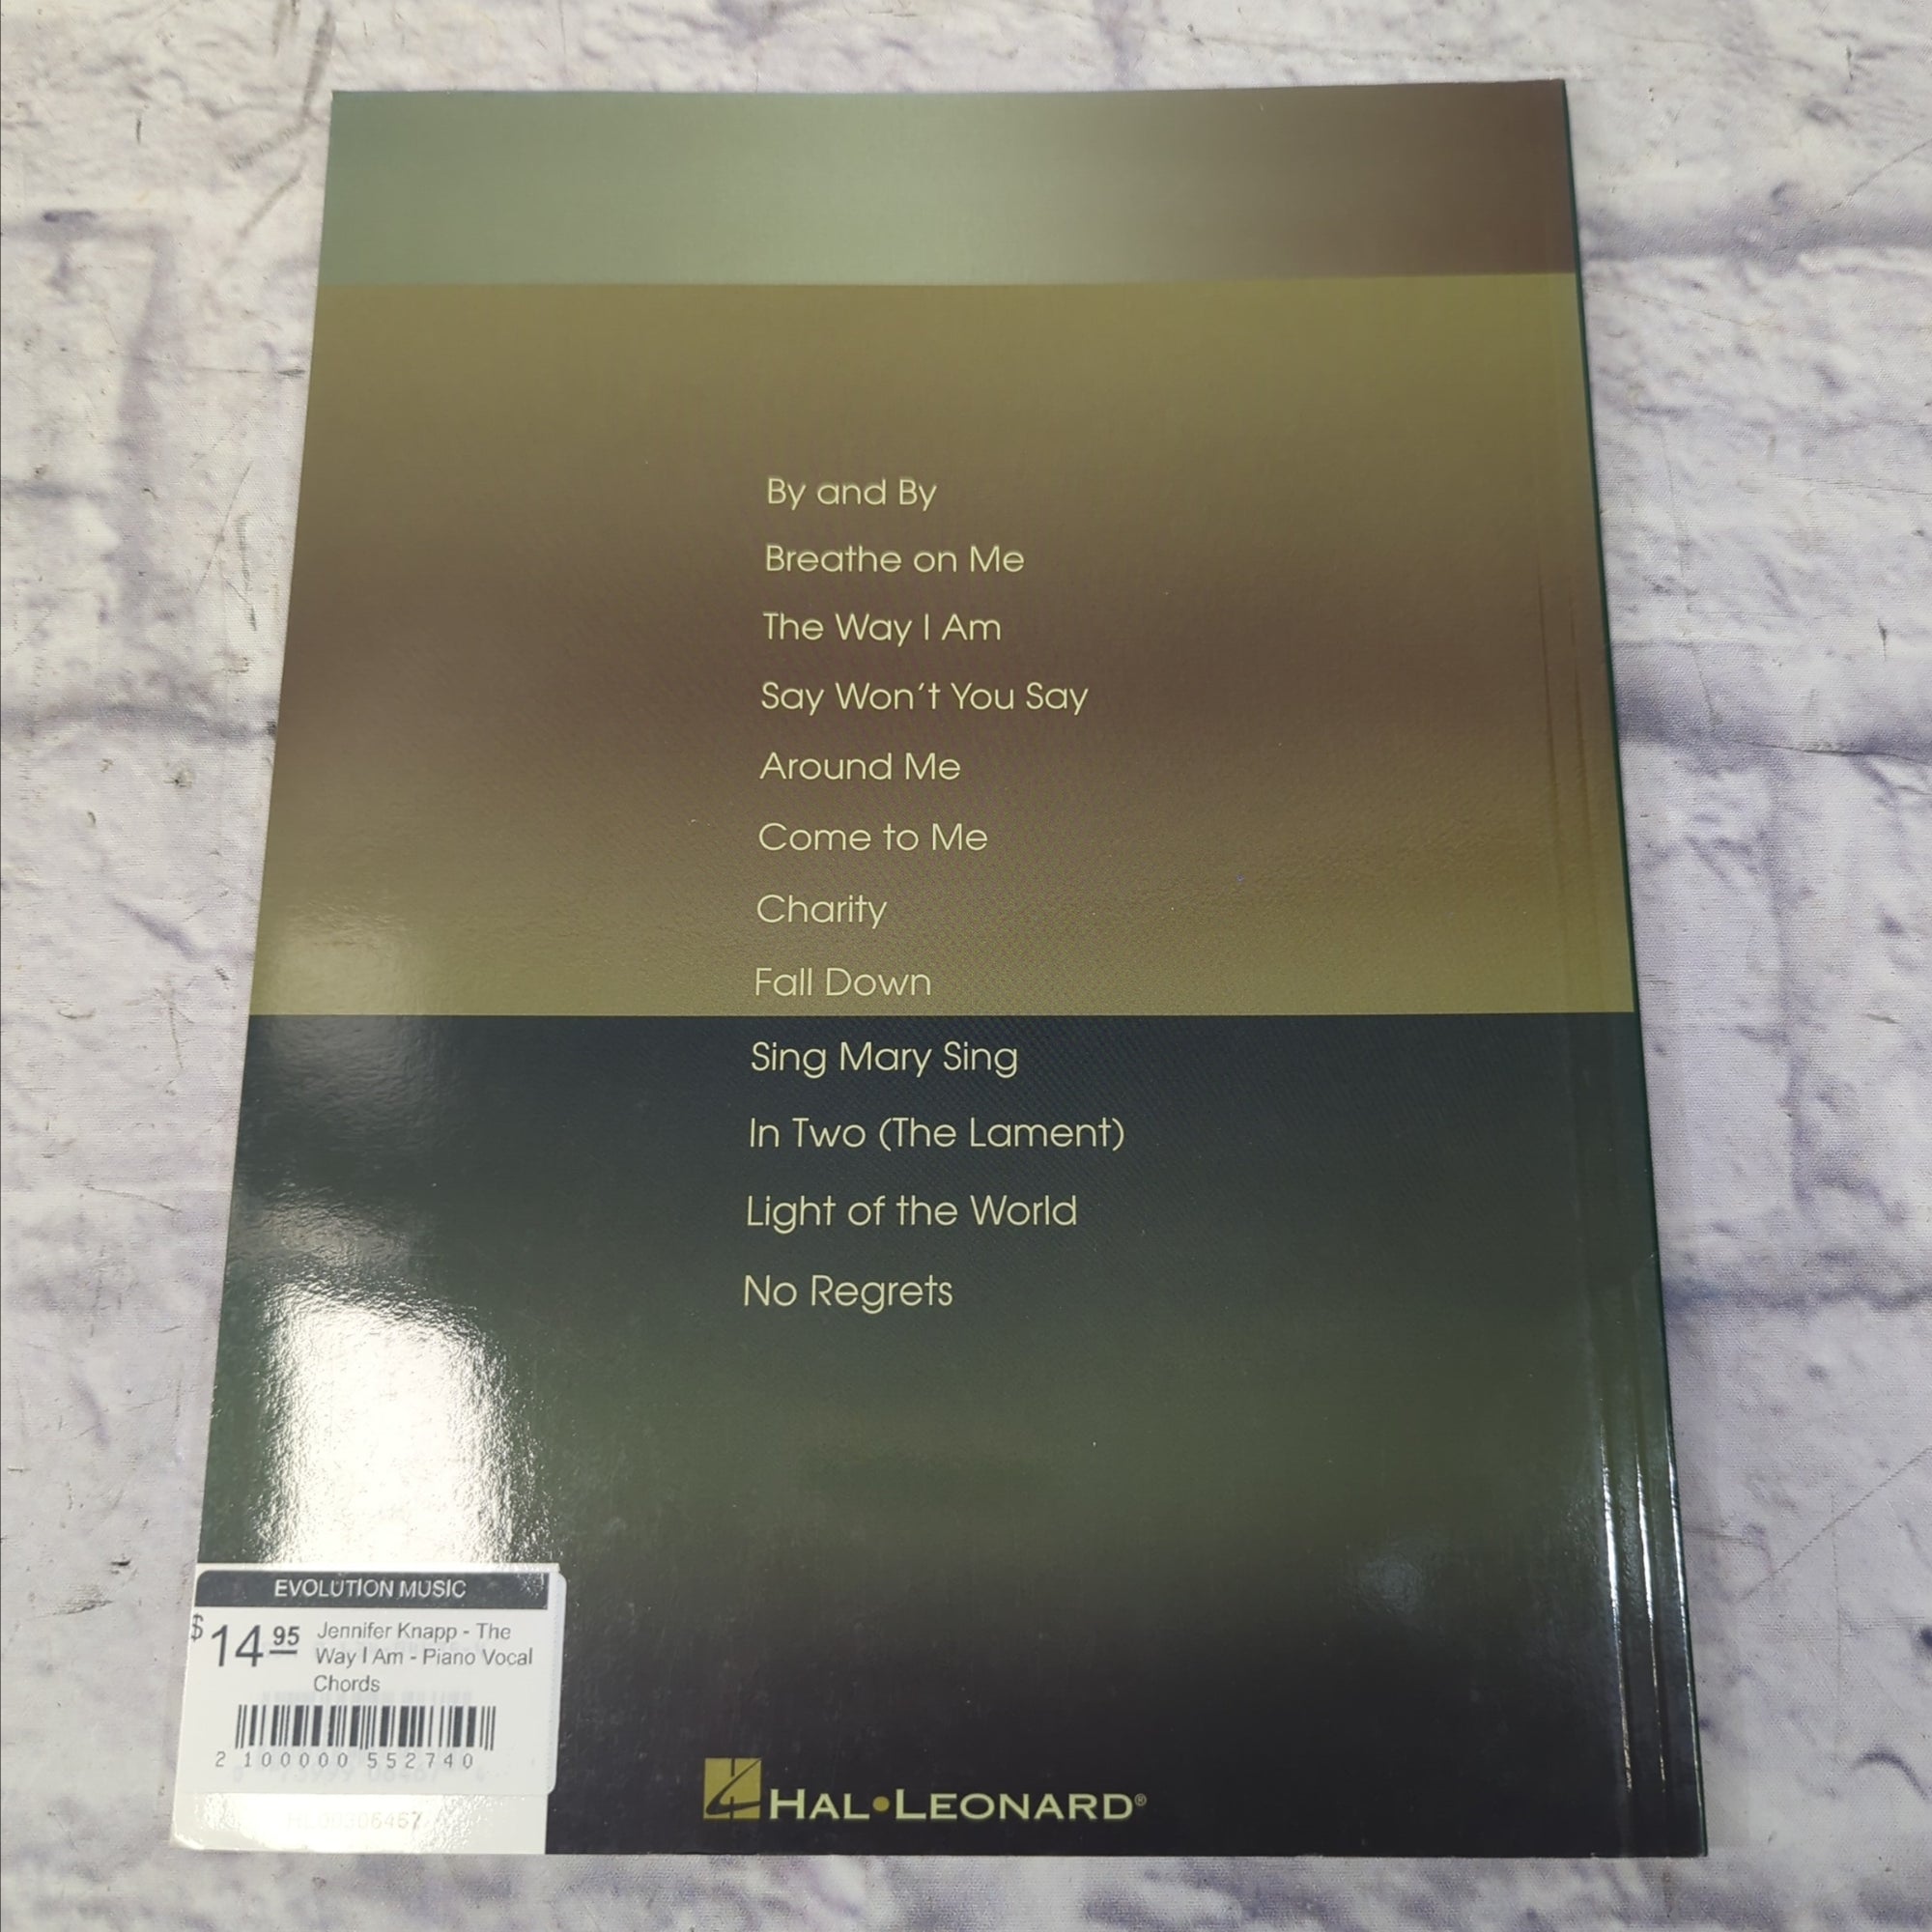 By and By
Breathe on Me
The Way I Am
Say Won't You Say
Around Me
Come to Me
Charity
Fall Down
Sing Mary Sing
In Two (The Lament)
Light of the World
No Regrets
EVOLUTION MUSIC
$14.95
Jennifer Knapp - The
Way I Am - Piano Vocal
Chords
2 100000 552740
HL00306467
HAL•LEONARD®